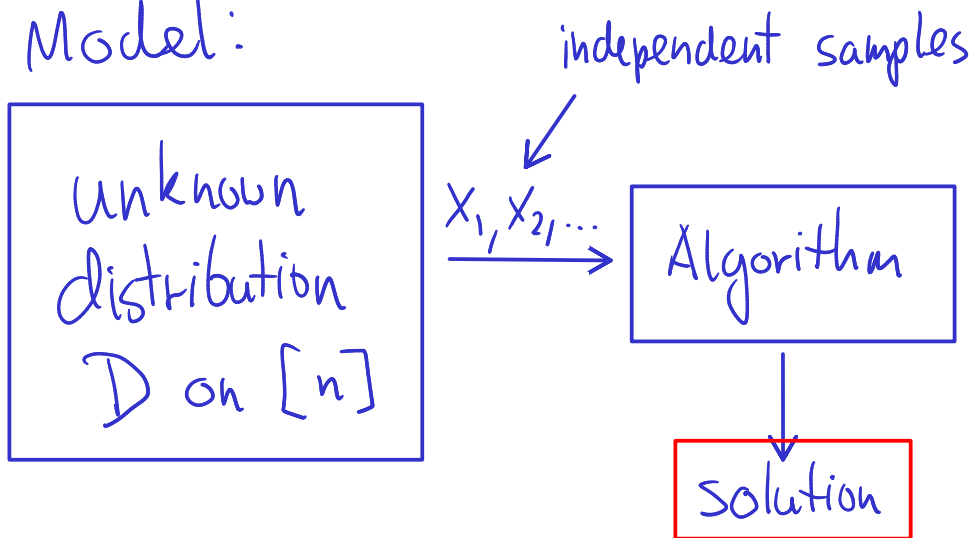 Model:
independent samples
unknown
distribution
D on [n]
X₁, X₂, ...
Algorithm
solution